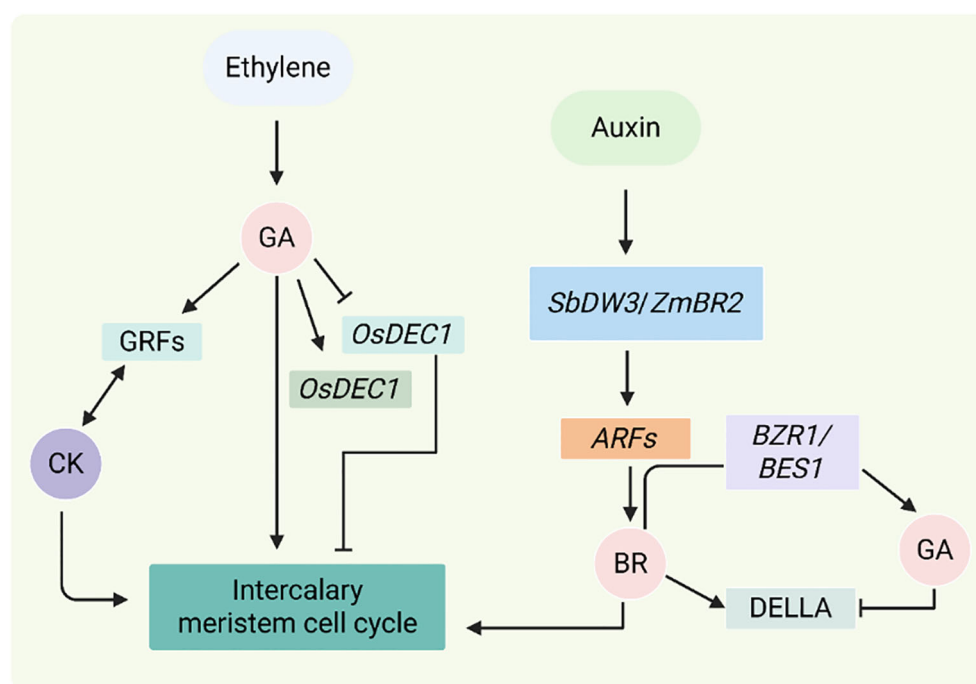 Ethylene
Auxin
GA
SbDW3/ZmBR2
GRFs
OsDEC1
OsDEC1
ARFs
BZR1/
BES1
CK
BR
GA
Intercalary
meristem cell cycle
DELLA